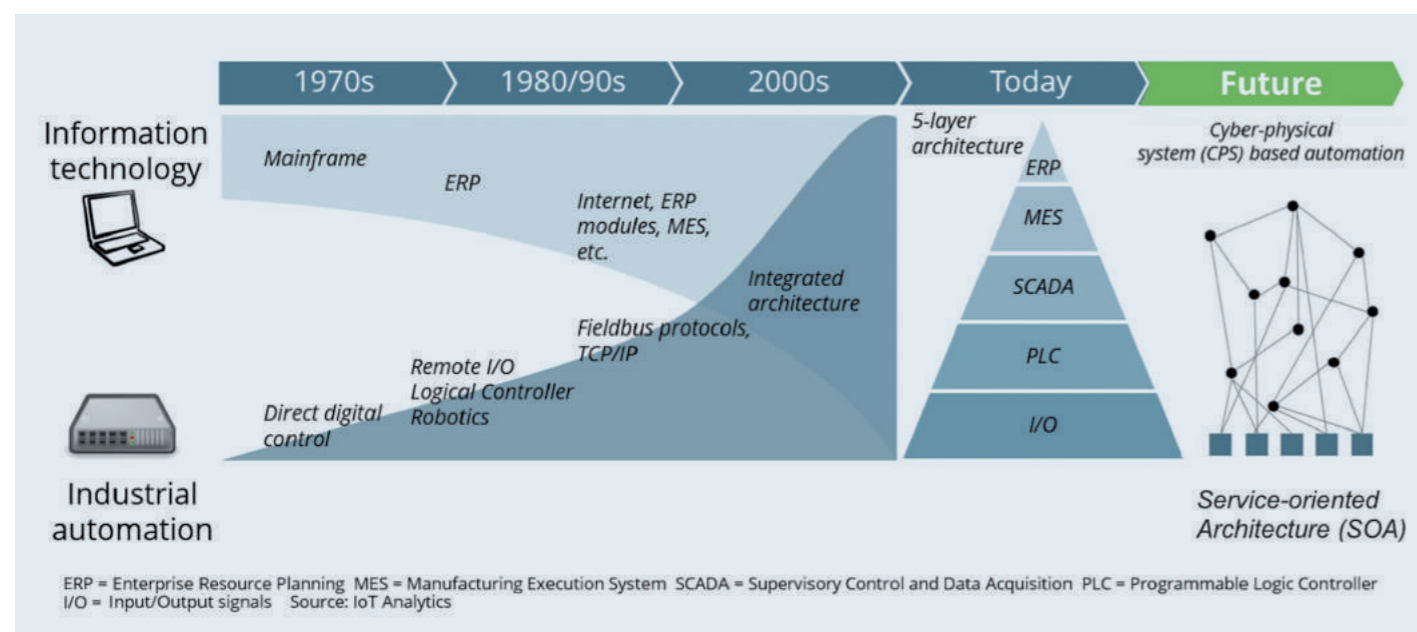 1970s
1980/90s
2000s
Today
Future
Information
technology
Mainframe
ERP
Internet, ERP
modules, MES,
etc.
Integrated
architecture
Fieldbus protocols,
TCP/IP
Remote I/O
Logical Controller
Robotics
Direct digital
control
Industrial
automation
5-layer
architecture
ERP
MES
SCADA
PLC
I/O
Cyber-physical
system (CPS) based automation
Service-oriented
Architecture (SOA)
ERP = Enterprise Resource Planning MES = Manufacturing Execution System SCADA = Supervisory Control and Data Acquisition PLC = Programmable Logic Controller
I/O = Input/Output signals Source: IoT Analytics